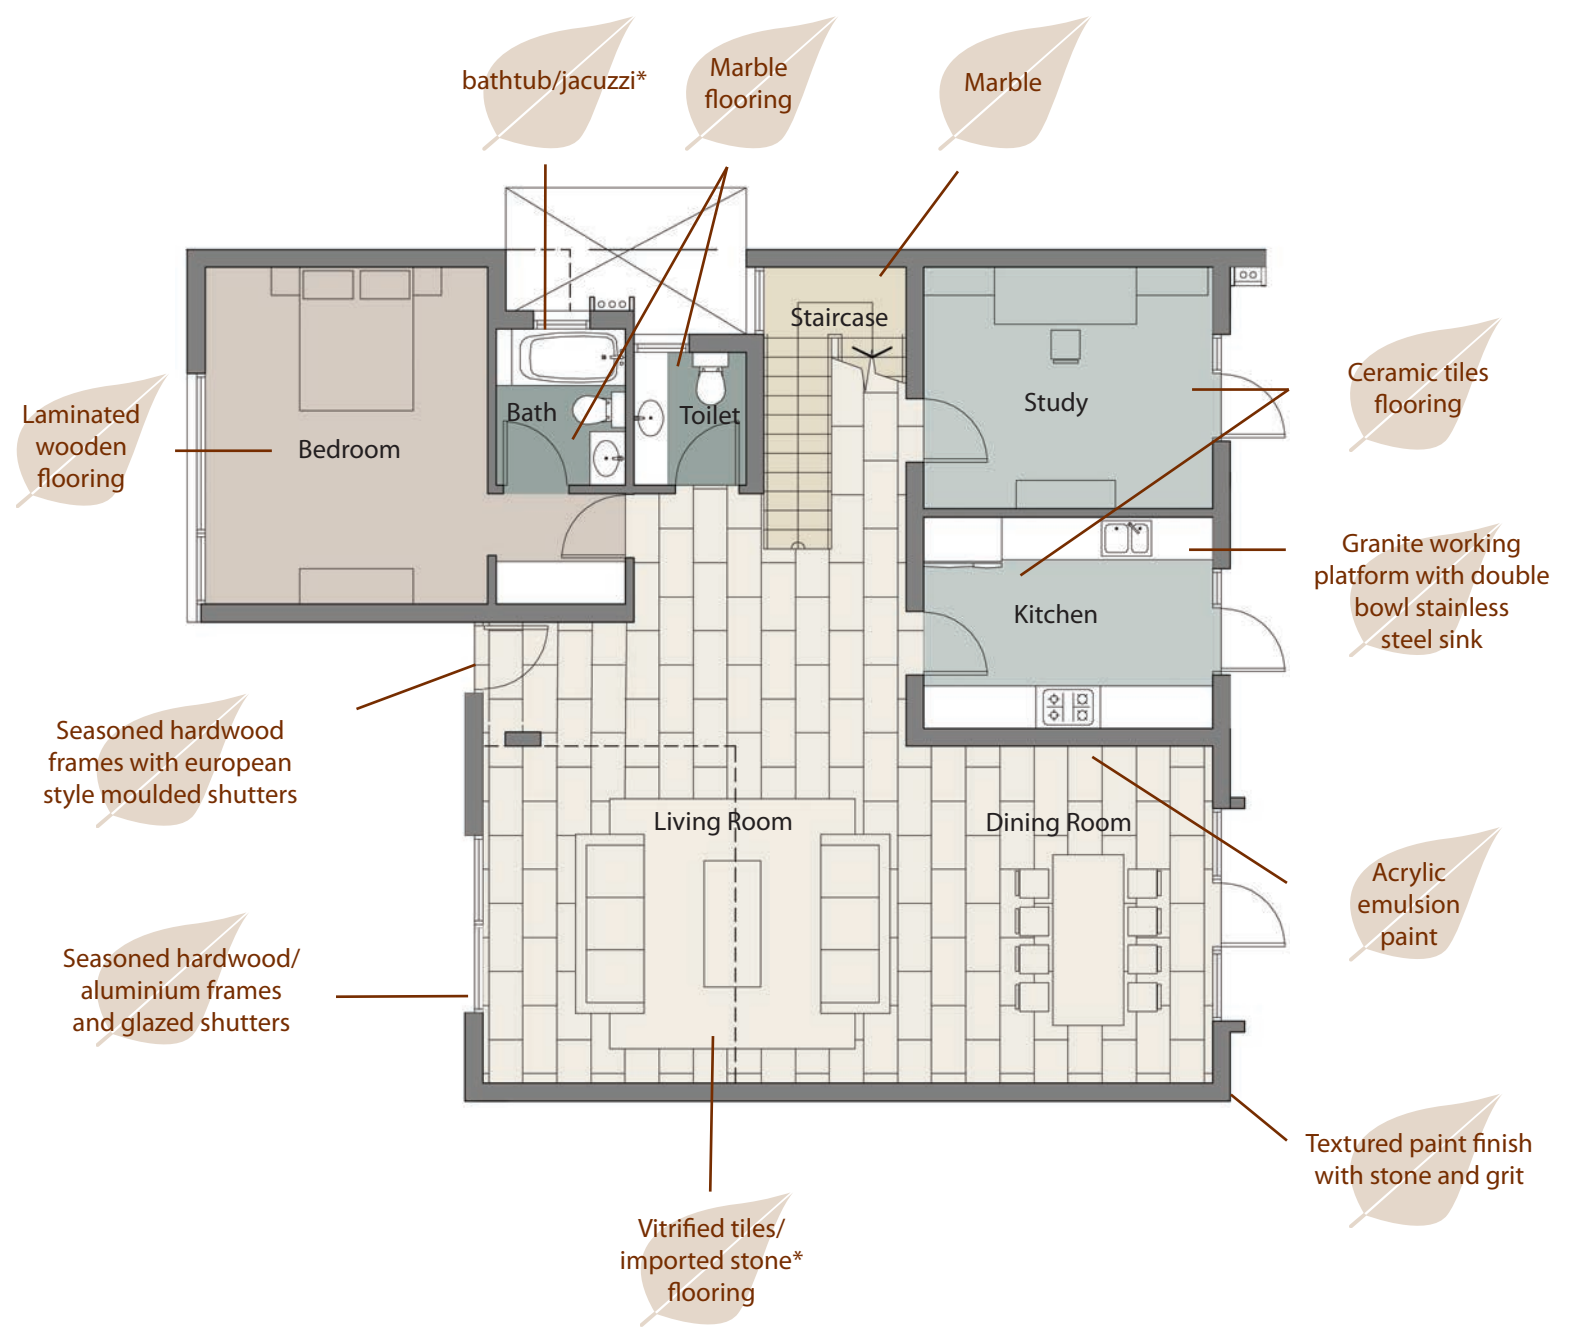 bathtub/jacuzzi*
Marble
flooring
Marble
Staircase
Bath
Toilet
Bedroom
Study
Kitchen
Living Room
Dining Room
Laminated
wooden
flooring
Ceramic tiles
flooring
Granite working
platform with double
bowl stainless
steel sink
Seasoned hardwood
frames with european
style moulded shutters
Acrylic
emulsion
paint
Seasoned hardwood/
aluminium frames
and glazed shutters
Textured paint finish
with stone and grit
Vitrified tiles/
imported stone*
flooring